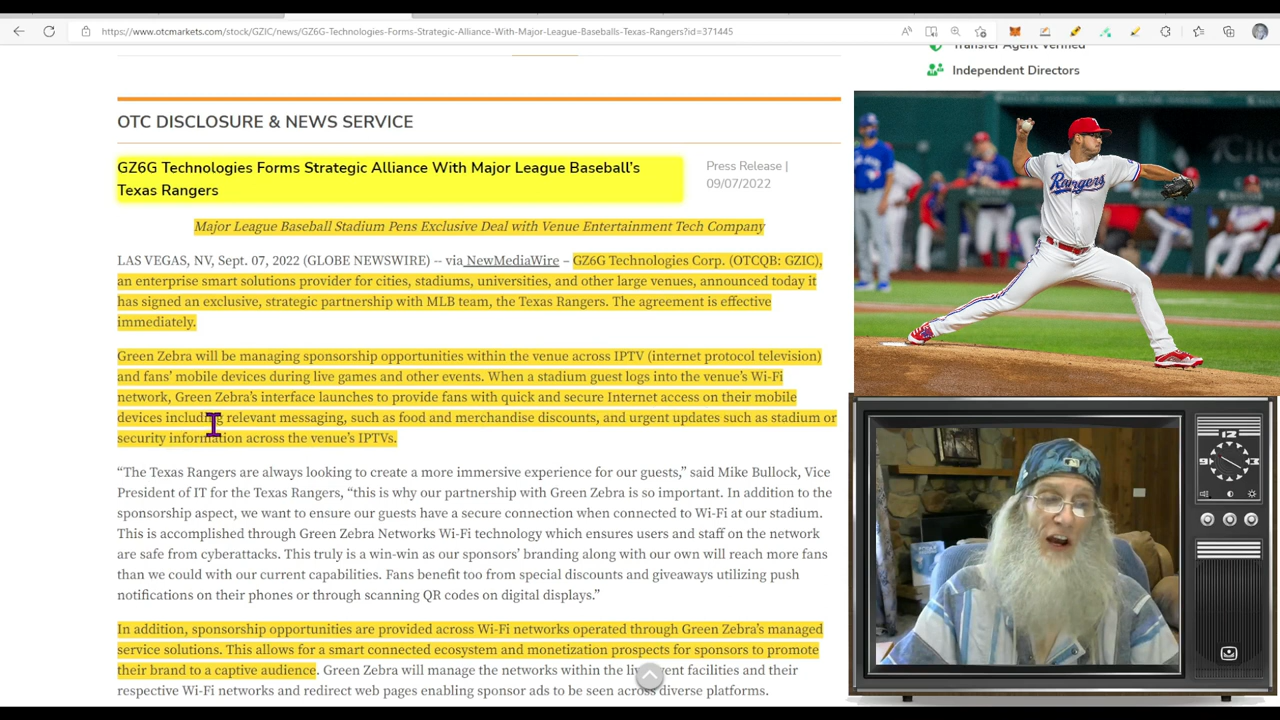 https://www.otcmarkets.com/stock/GZIC/news/GZ6G-Technologies-Forms-Strategic-Alliance-With-Major-League-Baseballs-Texas-Rangers?id=371445
Transfer Agent Verified
Independent Directors
OTC DISCLOSURE & NEWS SERVICE
GZ6G Technologies Forms Strategic Alliance With Major League Baseball’s
Texas Rangers
Press Release |
09/07/2022
Major League Baseball Stadium Pens Exclusive Deal with Venue Entertainment Tech Company
LAS VEGAS, NV, Sept. 07, 2022 (GLOBE NEWSWIRE) -- via NewMediaWire – GZ6G Technologies Corp. (OTCQB: GZIC),
an enterprise smart solutions provider for cities, stadiums, universities, and other large venues, announced today it
has signed an exclusive, strategic partnership with MLB team, the Texas Rangers. The agreement is effective
immediately.
Green Zebra will be managing sponsorship opportunities within the venue across IPTV (internet protocol television)
and fans’ mobile devices during live games and other events. When a stadium guest logs into the venue’s Wi-Fi
network, Green Zebra’s interface launches to provide fans with quick and secure Internet access on their mobile
devices including relevant messaging, such as food and merchandise discounts, and urgent updates such as stadium or
security information across the venue’s IPTVs.
“The Texas Rangers are always looking to create a more immersive experience for our guests,” said Mike Bullock, Vice
President of IT for the Texas Rangers, “this is why our partnership with Green Zebra is so important. In addition to the
sponsorship aspect, we want to ensure our guests have a secure connection when connected to Wi-Fi at our stadium.
This is accomplished through Green Zebra Networks Wi-Fi technology which ensures users and staff on the network
are safe from cyberattacks. This truly is a win-win as our sponsors’ branding along with our own will reach more fans
than we could with our current capabilities. Fans benefit too from special discounts and giveaways utilizing push
notifications on their phones or through scanning QR codes on digital displays.”
In addition, sponsorship opportunities are provided across Wi-Fi networks operated through Green Zebra’s managed
service solutions. This allows for a smart connected ecosystem and monetization prospects for sponsors to promote
their brand to a captive audience. Green Zebra will manage the networks within the live event facilities and their
respective Wi-Fi networks and redirect web pages enabling sponsor ads to be seen across diverse platforms.
Rangers
12
9
3